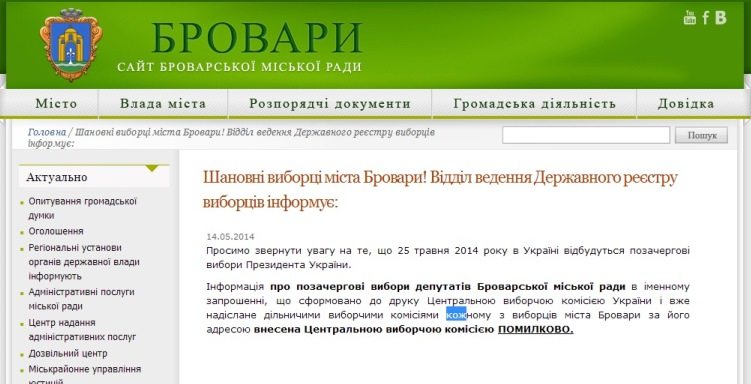 БРОВАРИ
САЙТ БРОВАРСЬКОЇ МІСЬКОЇ РАДИ
You Tube f В
Місто Влада міста Розпорядчі документи Громадська діяльність Довідка
Головна / Шановні виборці міста Бровари! Відділ ведення Державного реєстру виборців
інформує:
Пошук
Актуально
Опитування громадської
думки
Оголошення
Регіональні установи
органів державної влади
інформують
Адміністративні послуги
міської ради
Центр надання
адміністративних послуг
Дозвільний центр
Міськрайонне управління
юстицій
Шановні виборці міста Бровари! Відділ ведення Державного реєстру
виборців інформує:
14.05.2014
Просимо звернути увагу на те, що 25 травня 2014 року в Україні відбудуться позачергові
вибори Президента України.
Інформація про позачергові вибори депутатів Броварської міської ради в іменному
запрошенні, що сформовано до друку Центральною виборчою комісією України і вже
надіслане дільничими виборчими комісіями кожному з виборців міста Бровари за його
адресою внесена Центральною виборчою комісією ПОМИЛКОВО.